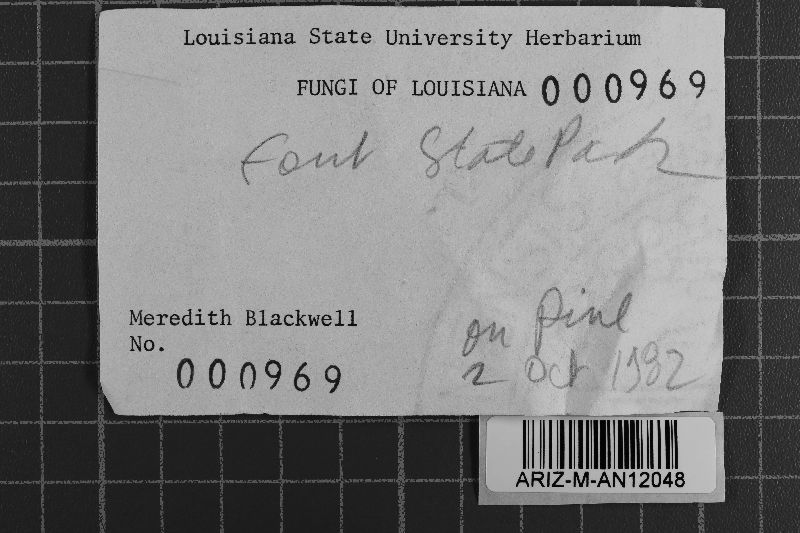 Louisiana State University Herbarium
FUNGI OF LOUISIANA 000969
State Park
Meredith Blackwell
No.
000969
on pine
2 Oct 1982
ARIZ-M-AN12048